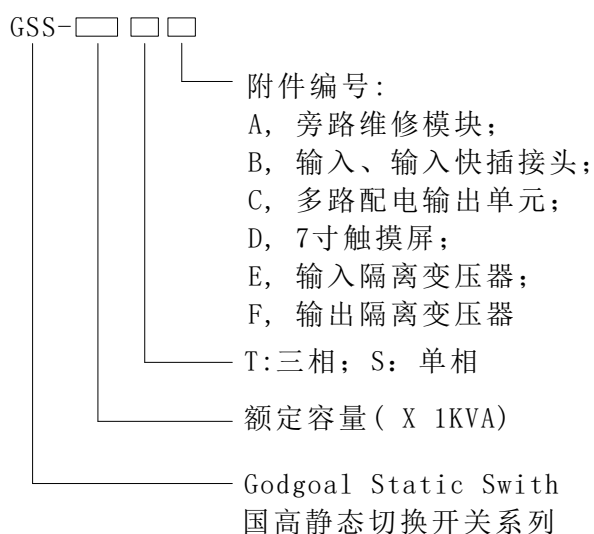 GSS-
附件编号:
A, 旁路维修模块;
B, 输入、输入快插接头;
C, 多路配电输出单元;
D, 7寸触摸屏;
E, 输入隔离变压器;
F, 输出隔离变压器
T:三相; S: 单相
额定容量( X 1KVA)
Godgoal Static Swith
国高静态切换开关系列